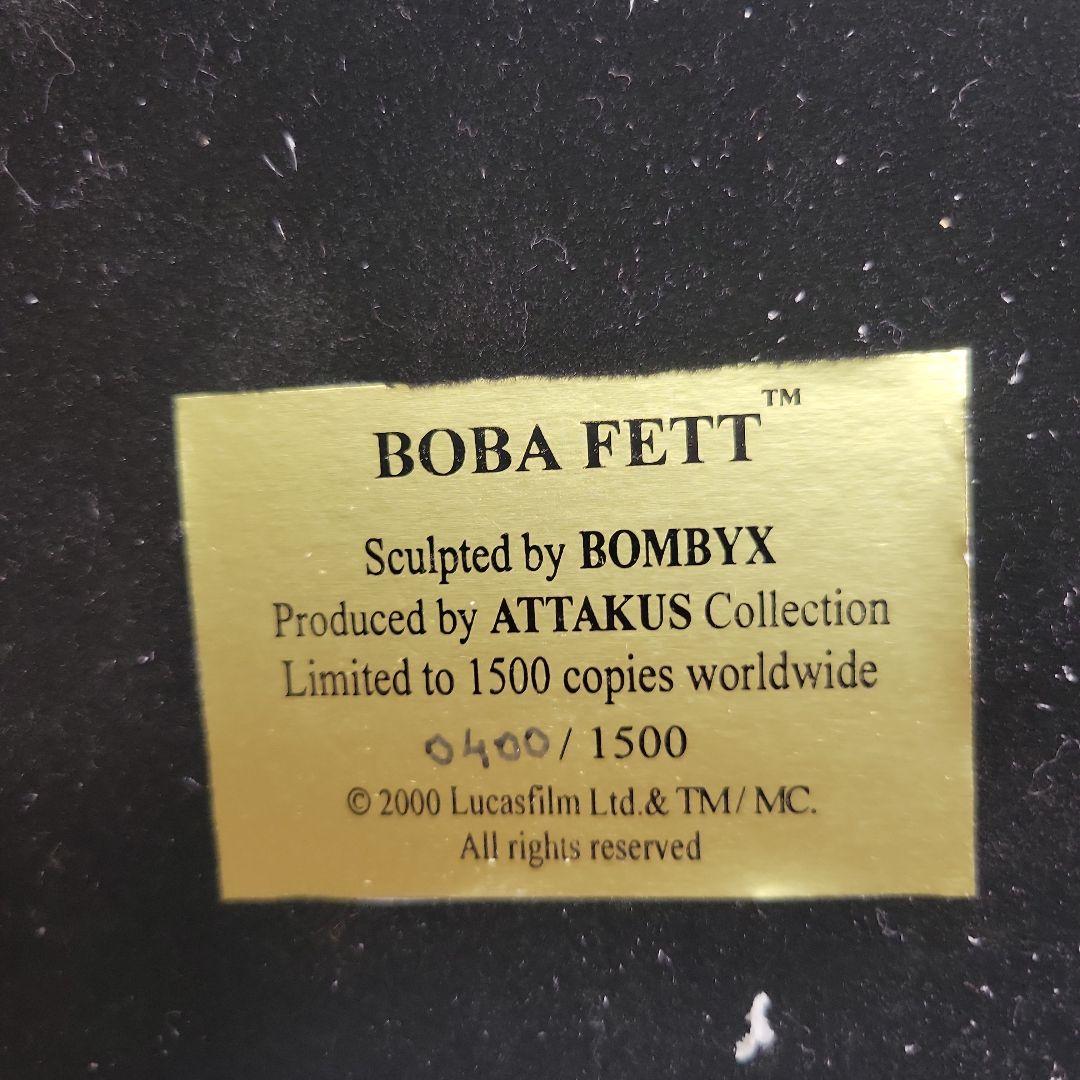 BOBA FETT™
Sculpted by BOMBYX
Produced by ATTAKUS Collection
Limited to 1500 copies worldwide
0400 / 1500
© 2000 Lucasfilm Ltd.& TM / MC.
All rights reserved